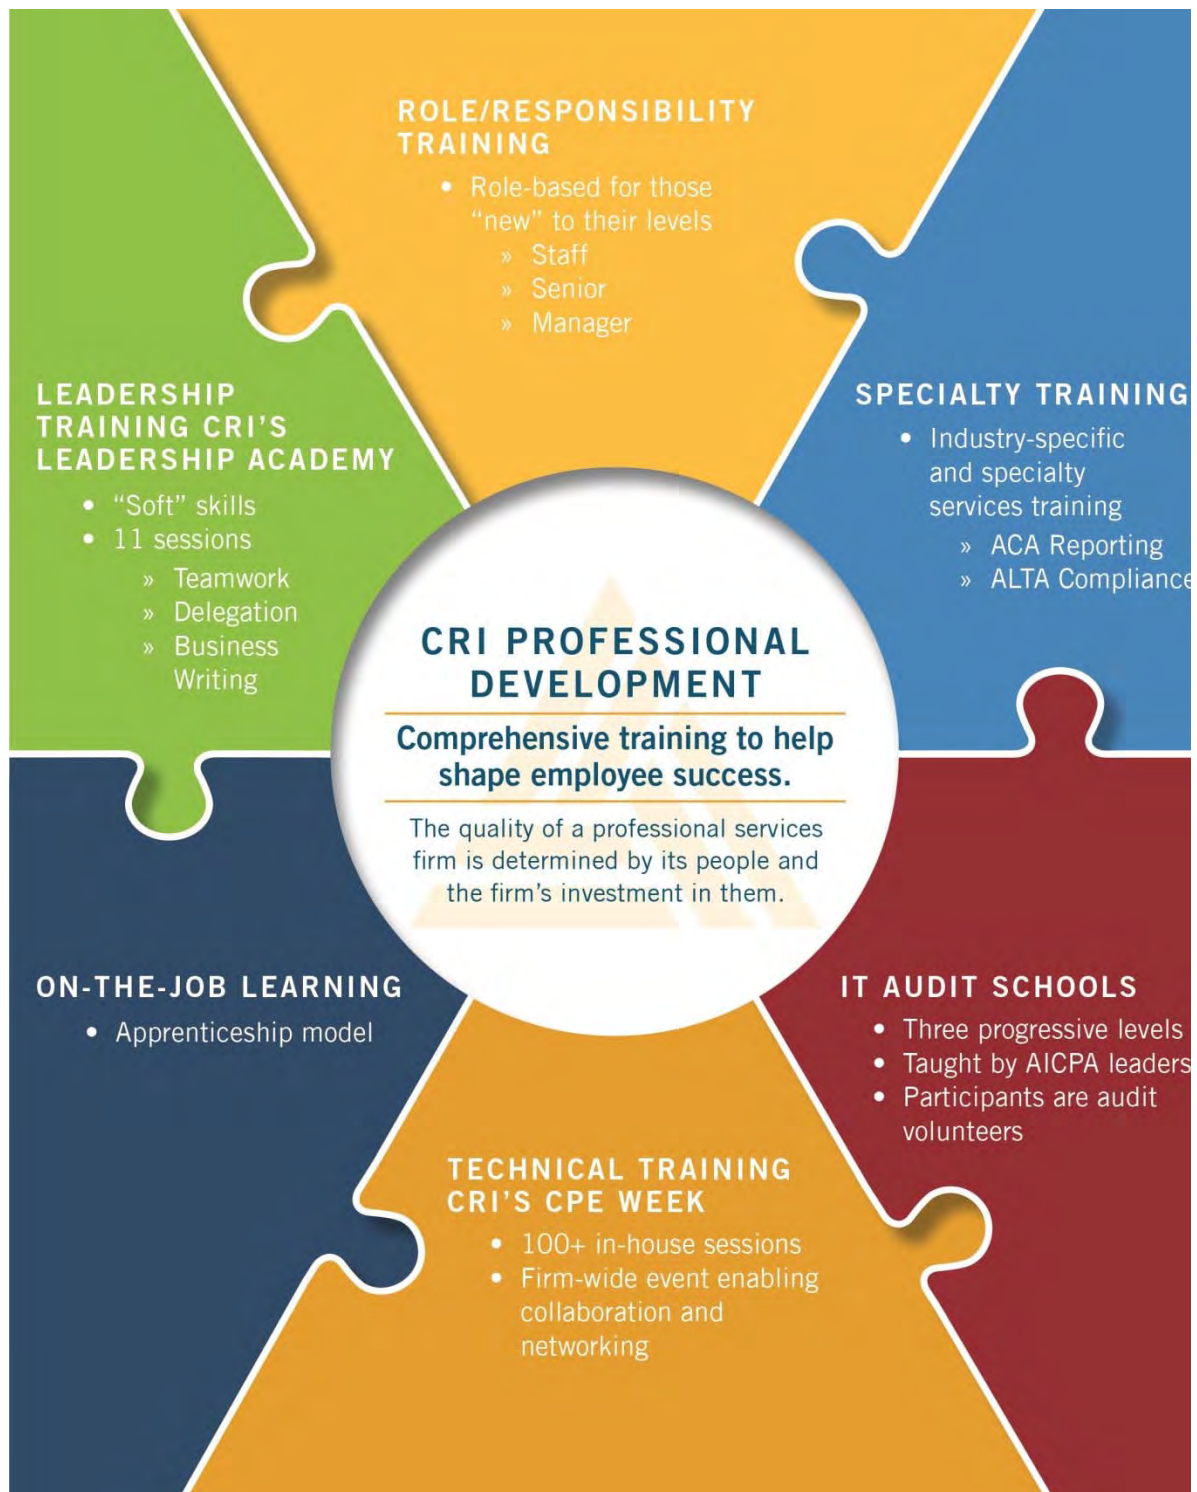 ROLE/RESPONSIBILITY
TRAINING
• Role-based for those
“new” to their levels
» Staff
» Senior
» Manager
LEADERSHIP
TRAINING CRI’S
LEADERSHIP ACADEMY
• “Soft” skills
• 11 sessions
» Teamwork
» Delegation
» Business
Writing
SPECIALTY TRAINING
• Industry-specific
and specialty
services training
» ACA Reporting
» ALTA Compliance
CRI PROFESSIONAL
DEVELOPMENT
Comprehensive training to help
shape employee success.
The quality of a professional services
firm is determined by its people and
the firm’s investment in them.
ON-THE-JOB LEARNING
• Apprenticeship model
IT AUDIT SCHOOLS
• Three progressive levels
• Taught by AICPA leaders
• Participants are audit
volunteers
TECHNICAL TRAINING
CRI’S CPE WEEK
• 100+ in-house sessions
• Firm-wide event enabling
collaboration and
networking